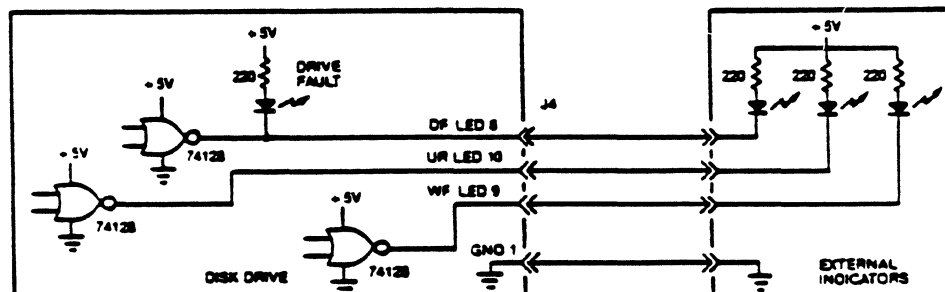 +5V
220
DRIVE
FAULT
+5V
74128
DF LED 8
J4
+5V
220
220
220
+5V
74128
UR LED 10
WF LED 9
+5V
74128
GND 1
DISK DRIVE
EXTERNAL
INDICATORS